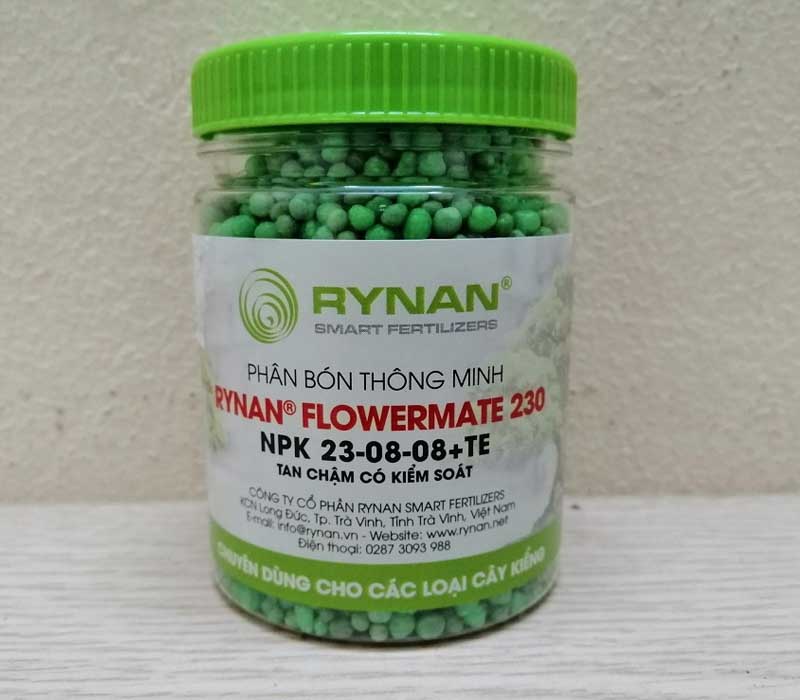 RYNAN®
SMART FERTILIZERS
PHÂN BÓN THÔNG MINH
RYNAN® FLOWERMATE 230
NPK 23-08-08+TE
TAN CHẬM CÓ KIỂM SOÁT
CÔNG TY CỔ PHẦN RYNAN SMART FERTILIZERS
KCN Long Đức, Tp. Trà Vinh, Tỉnh Trà Vinh, Việt Nam
E-mail: info@rynan.vn - Website: www.rynan.net
Điện thoại: 0287 3093 988
CHUYÊN DÙNG CHO CÁC LOẠI CÂY KIỂNG